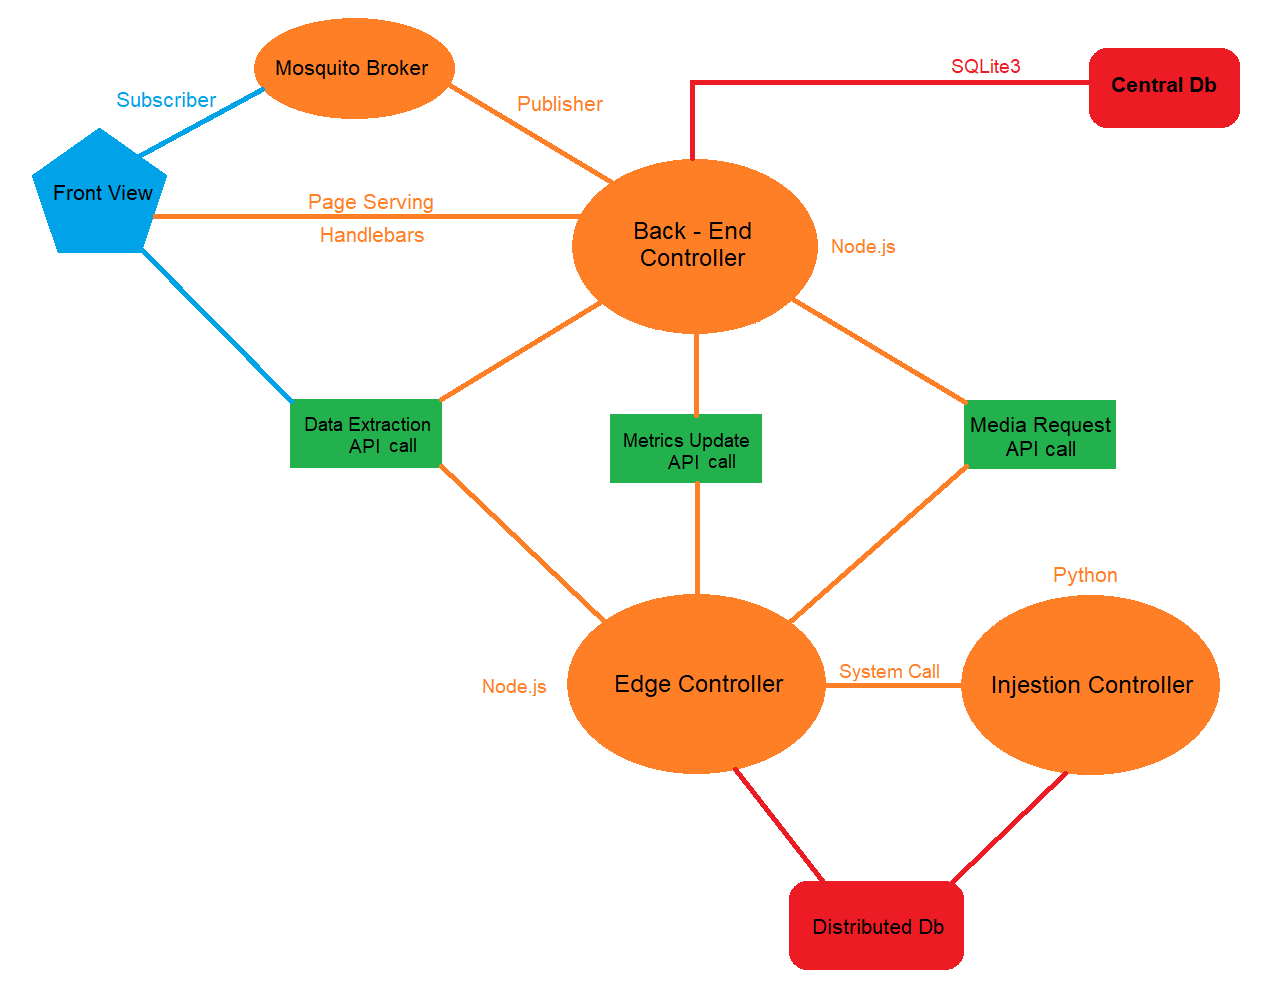 Mosquito Broker
SQLite3
Central Db
Subscriber
Publisher
Front View
Page Serving
Handlebars
Back - End
Controller
Node.js
Data Extraction
API call
Metrics Update
API call
Media Request
API call
Python
Node.js
Edge Controller
System Call
Injestion Controller
Distributed Db